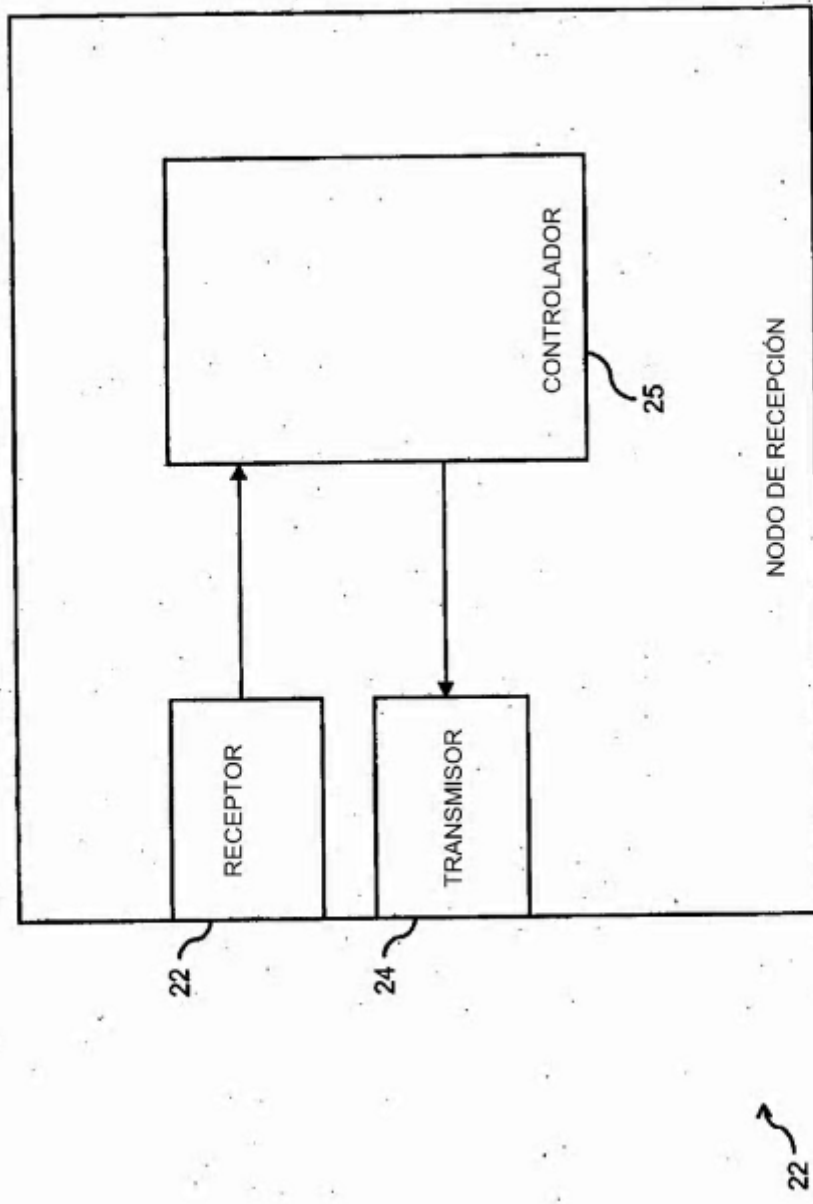 RECEPTOR
22
TRANSMISOR
24
CONTROLADOR
25
NODO DE RECEPCIÓN
22